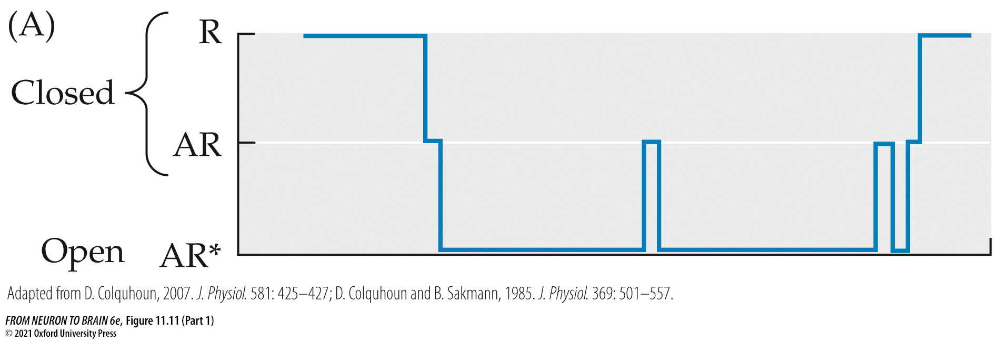 (A)
R
Closed
AR
Open AR*
Adapted from D. Colquhoun, 2007. J. Physiol. 581: 425–427; D. Colquhoun and B. Sakmann, 1985. J. Physiol. 369: 501–557.
FROM NEURON TO BRAIN 6e, Figure 11.11 (Part 1)
© 2021 Oxford University Press